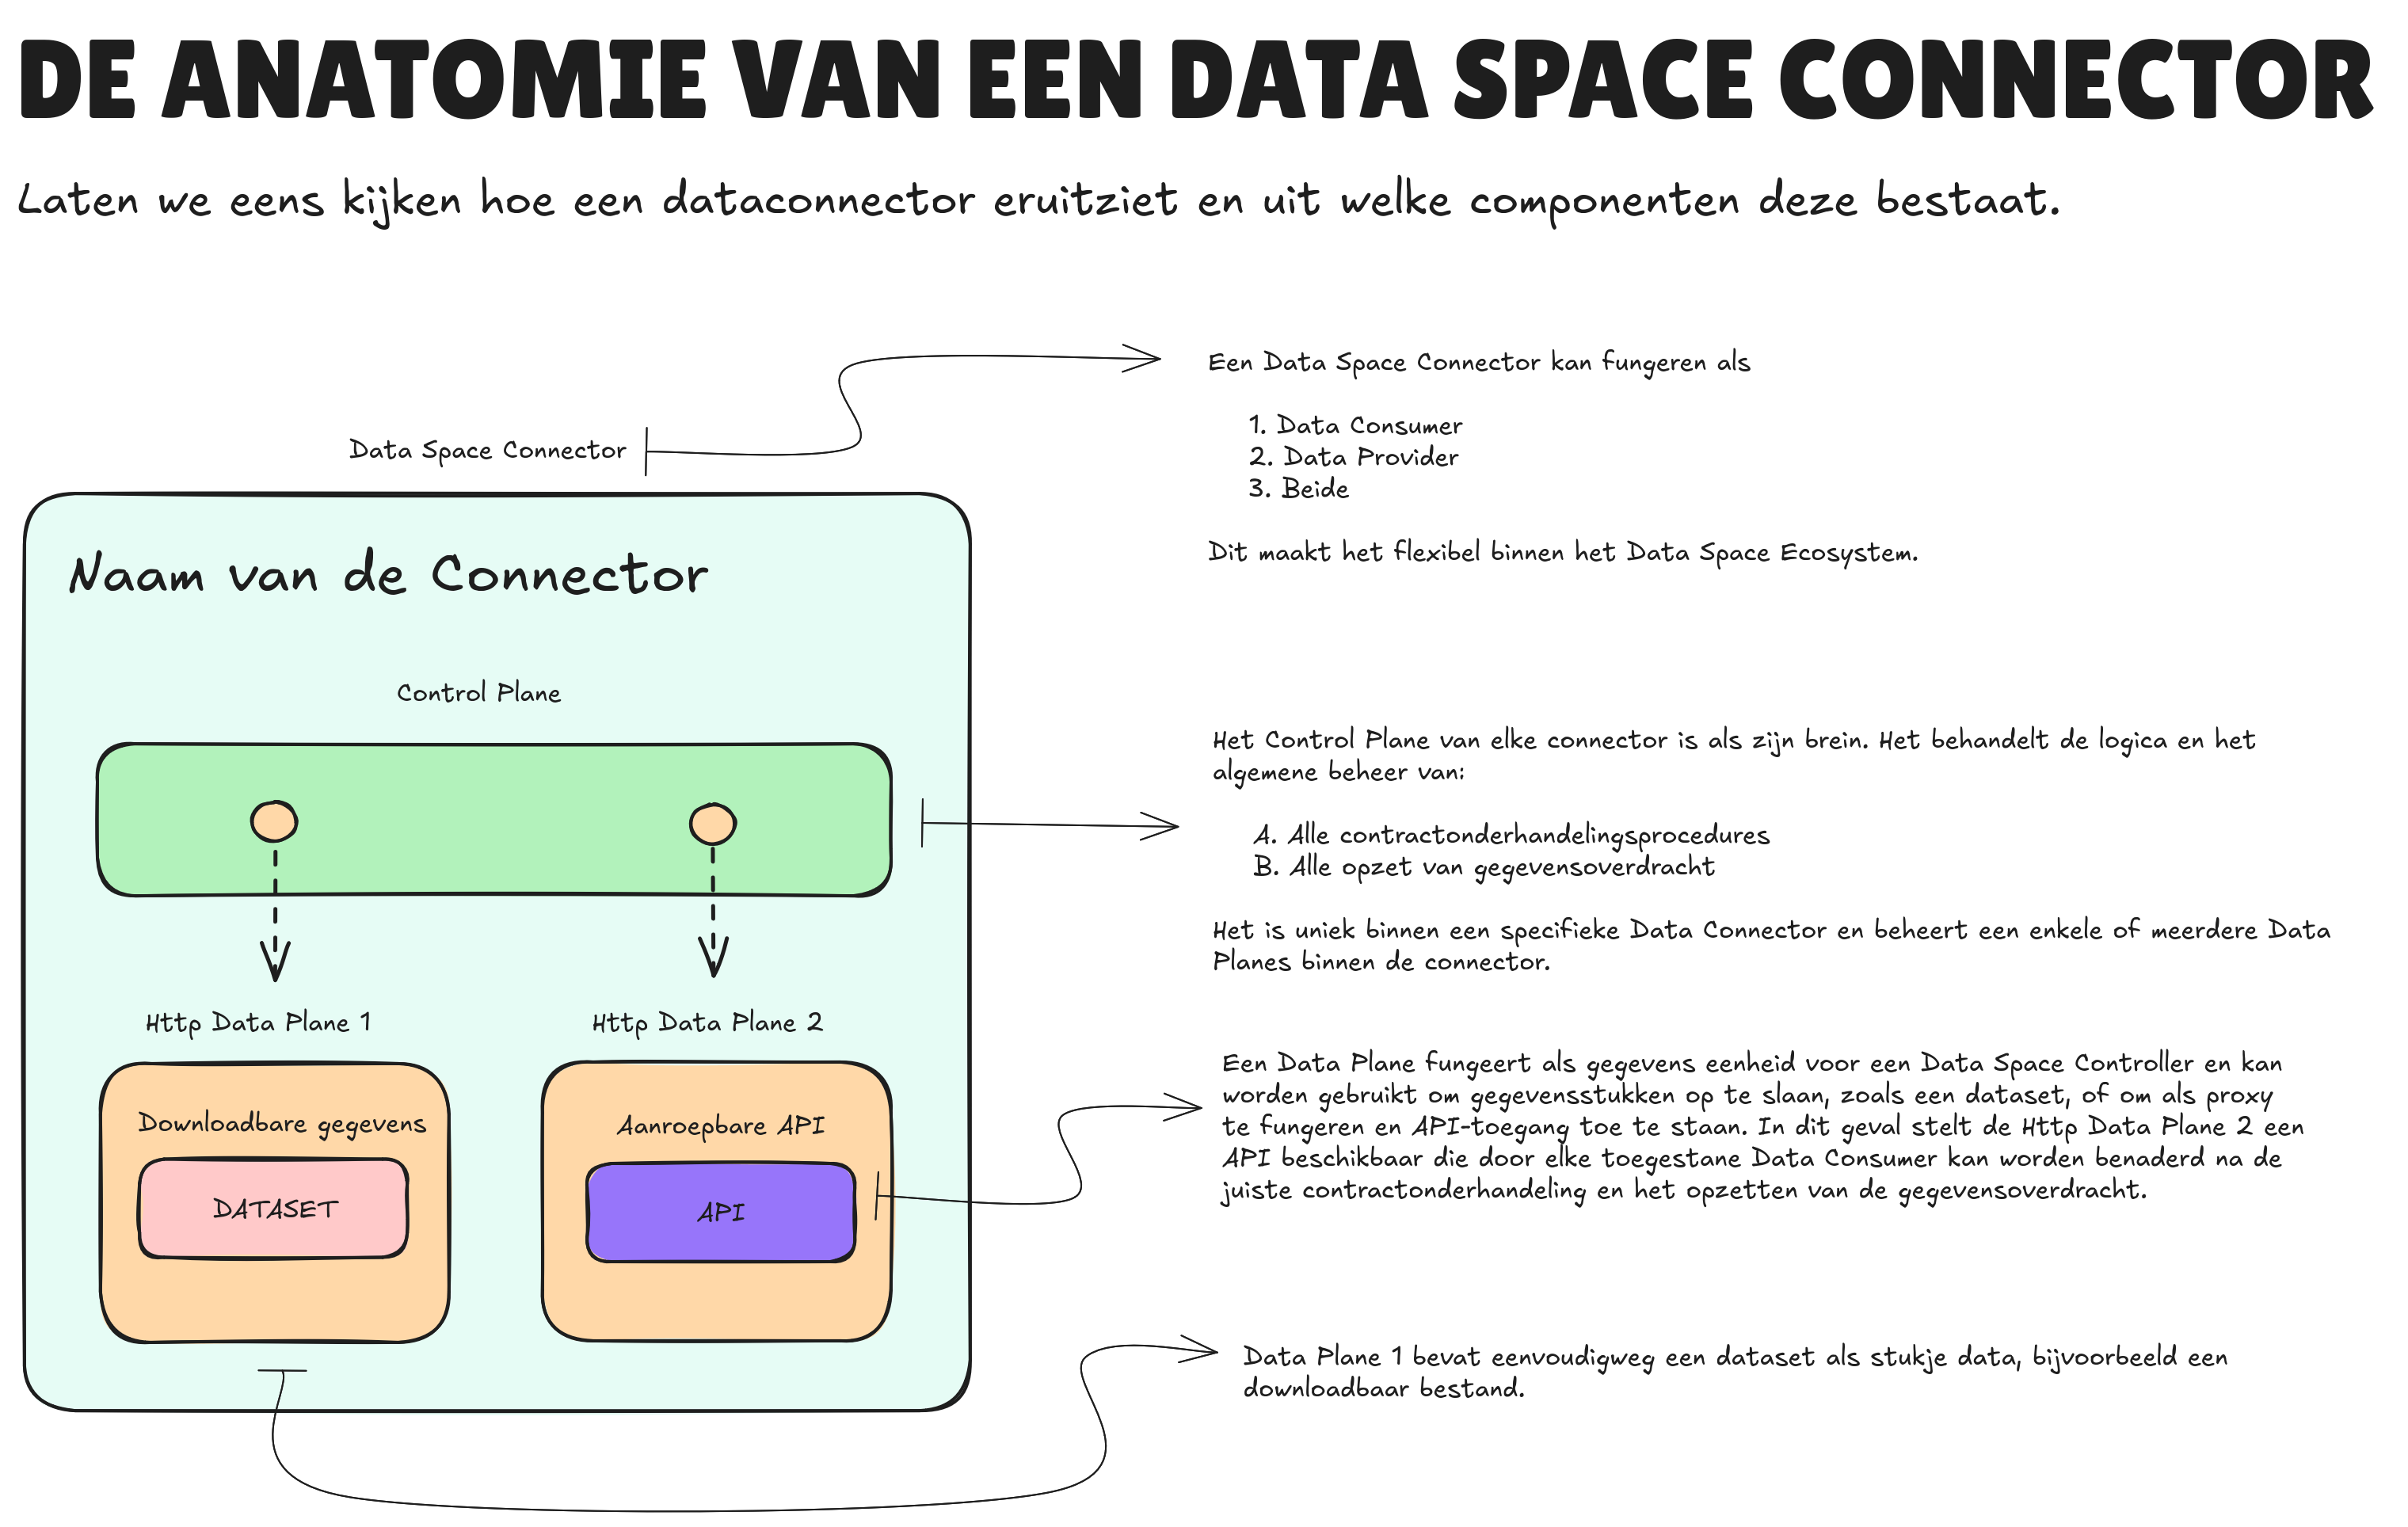 DE ANATOMIE VAN EEN DATA SPACE CONNECTOR
Laten we eens kijken hoe een dataconnector eruitziet en uit welke componenten deze bestaat.
Data Space Connector
Een Data Space Connector kan fungeren als
1. Data Consumer
2. Data Provider
3. Beide
Dit maakt het flexibel binnen het Data Space Ecosystem.
Naam van de Connector
Control Plane
Het Control Plane van elke connector is als zijn brein. Het behandelt de logica en het
algemene beheer van:
A. Alle contractonderhandelingsprocedures
B. Alle opzet van gegevensoverdracht
Het is uniek binnen een specifieke Data Connector en beheert een enkele of meerdere Data
Planes binnen de connector.
Http Data Plane 1
Downloadbare gegevens
DATASET
Http Data Plane 2
Aanroepbare API
API
Een Data Plane fungeert als gegevens eenheid voor een Data Space Controller en kan
worden gebruikt om gegevensstukken op te slaan, zoals een dataset, of om als proxy
te fungeren en API-toegang toe te staan. In dit geval stelt de Http Data Plane 2 een
API beschikbaar die door elke toegestane Data Consumer kan worden benaderd na de
juiste contractonderhandeling en het opzetten van de gegevensoverdracht.
Data Plane 1 bevat eenvoudigweg een dataset als stukje data, bijvoorbeeld een
downloadbaar bestand.